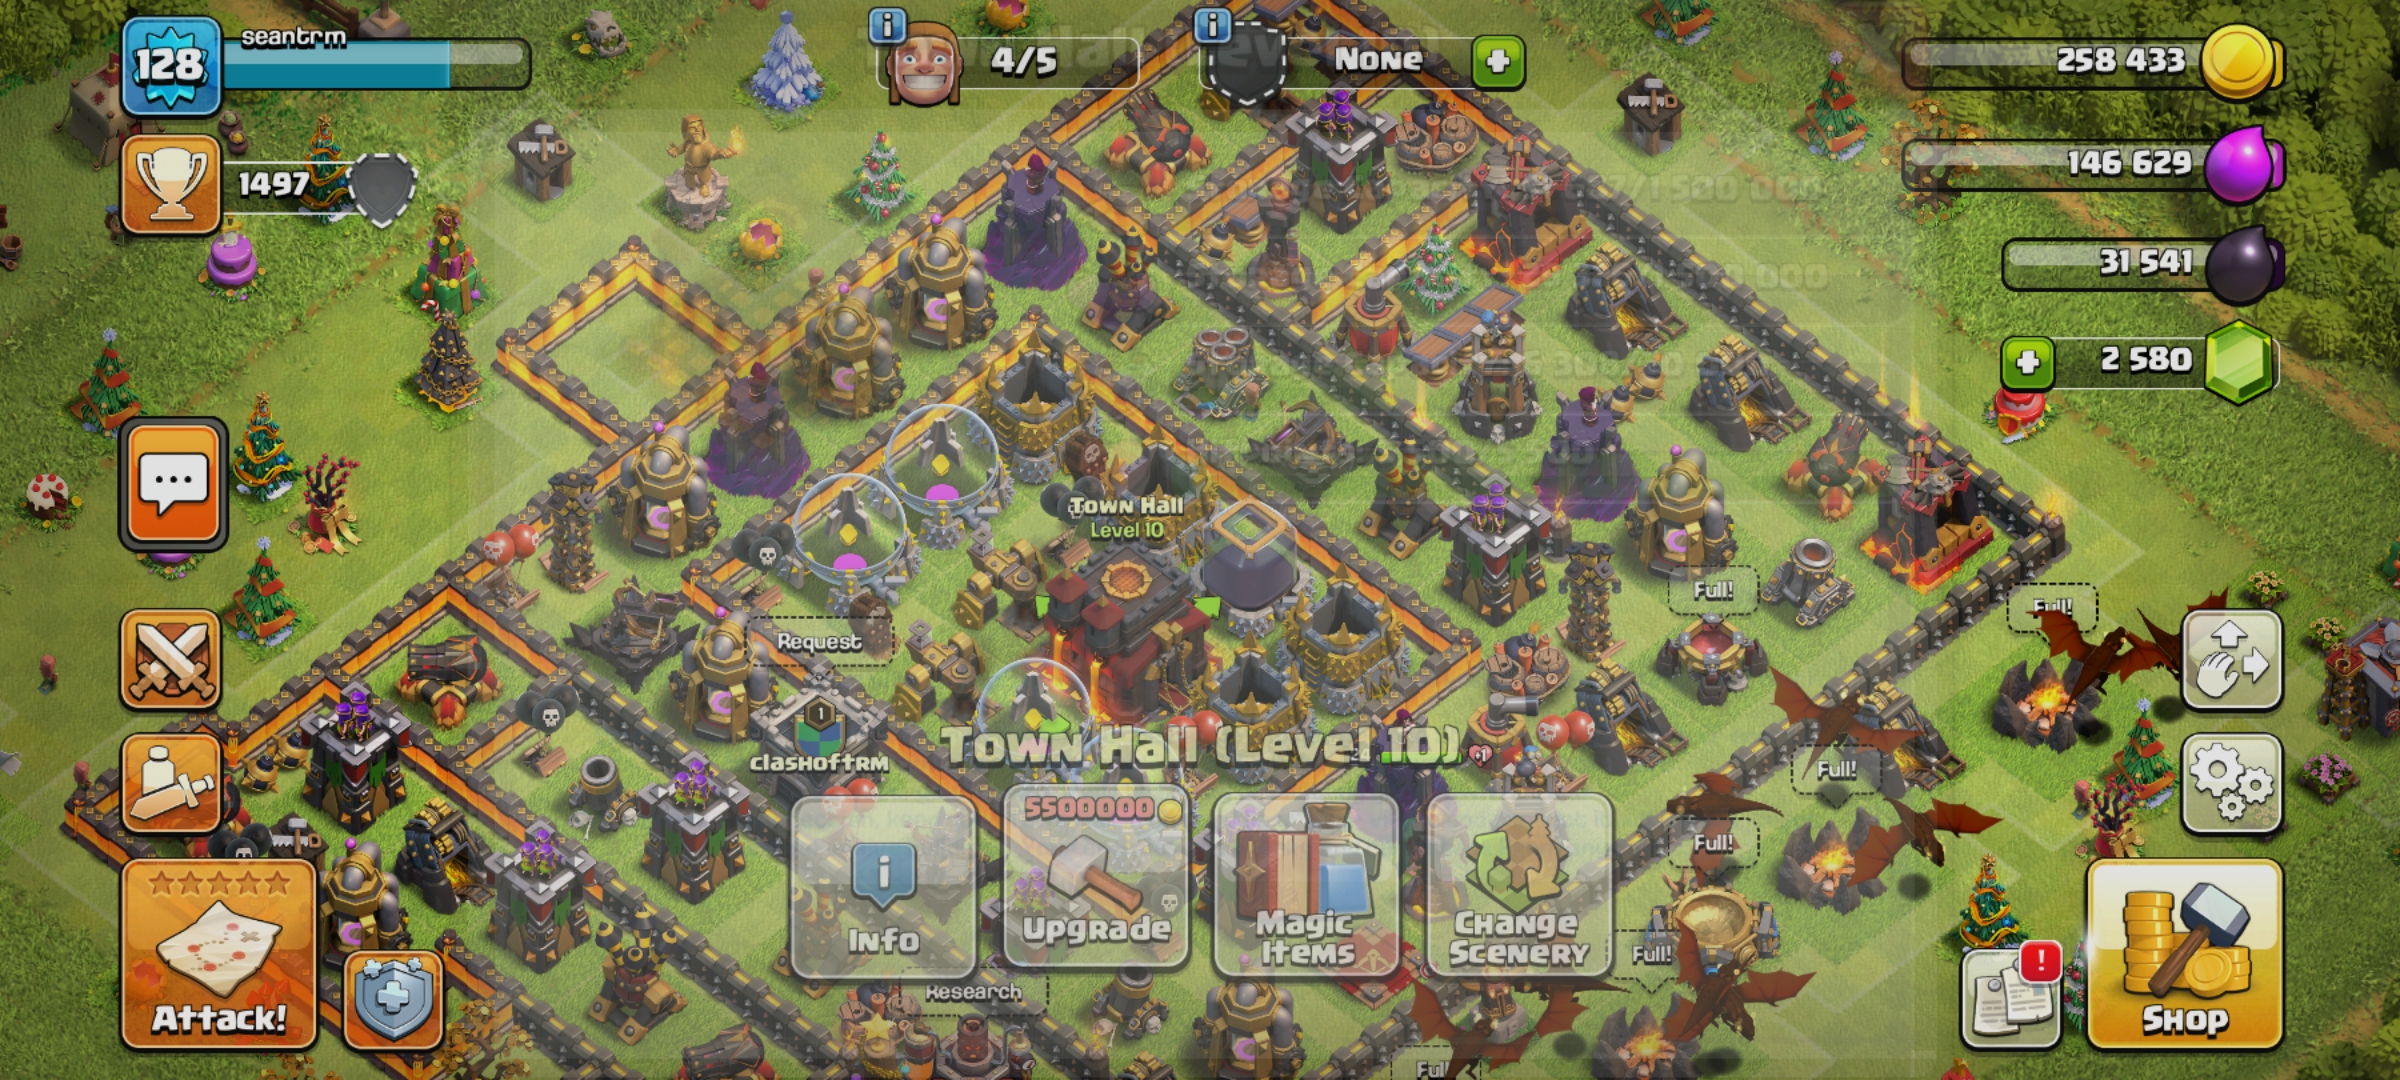 seantrm
128
4/5
None
258 433
1497
146 629
31 541
2 580
Town Hall
Level 10
Full!
Full!
Request
1
clashoftrm
Town Hall (Level 10)
+1
Full!
5500000
Full!
Info
Upgrade
Magic
Items
Change
Scenery
Full!
Research
Attack!
!
Shop